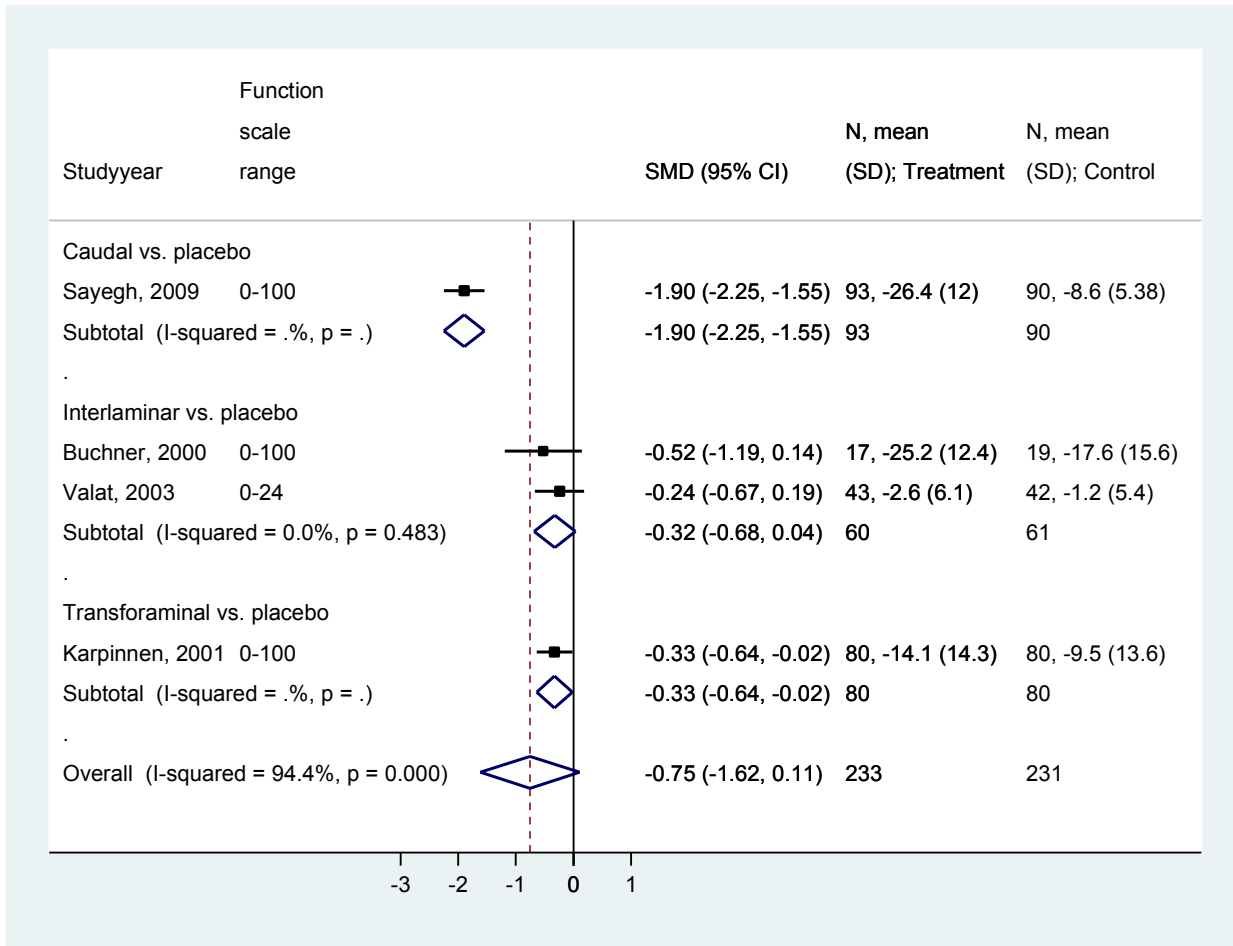 Function
scale N, mean N, mean
Studyyear range SMD (95% CI) (SD); Treatment (SD); Control
Caudal vs. placebo
Sayegh, 2009 0-100 -1.90 (-2.25, -1.55) 93, -26.4 (12) 90, -8.6 (5.38)
Subtotal (I-squared = .%, p = .) -1.90 (-2.25, -1.55) 93 90
.
Interlaminar vs. placebo
Buchner, 2000 0-100 -0.52 (-1.19, 0.14) 17, -25.2 (12.4) 19, -17.6 (15.6)
Valat, 2003 0-24 -0.24 (-0.67, 0.19) 43, -2.6 (6.1) 42, -1.2 (5.4)
Subtotal (I-squared = 0.0%, p = 0.483) -0.32 (-0.68, 0.04) 60 61
.
Transforaminal vs. placebo
Karpinnen, 2001 0-100 -0.33 (-0.64, -0.02) 80, -14.1 (14.3) 80, -9.5 (13.6)
Subtotal (I-squared = .%, p = .) -0.33 (-0.64, -0.02) 80 80
.
Overall (I-squared = 94.4%, p = 0.000) -0.75 (-1.62, 0.11) 233 231
-3 -2 -1 0 1